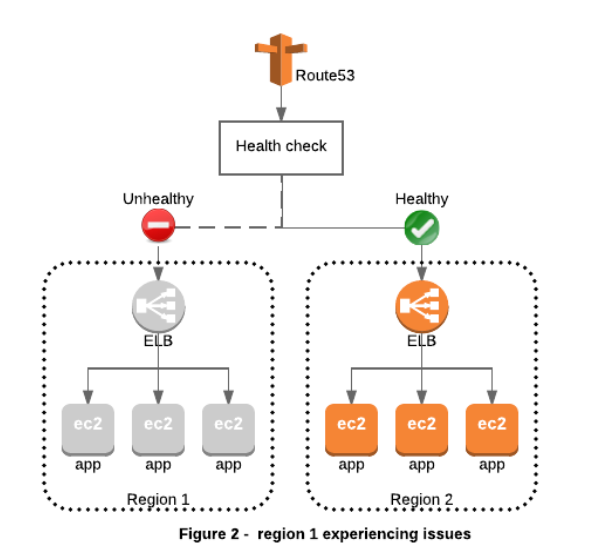 Route53
Health check
Unhealthy
Healthy
ELB
ELB
ec2
ec2
ec2
ec2
ec2
ec2
app
app
app
app
app
app
Region 1
Region 2
Figure 2 - region 1 experiencing issues